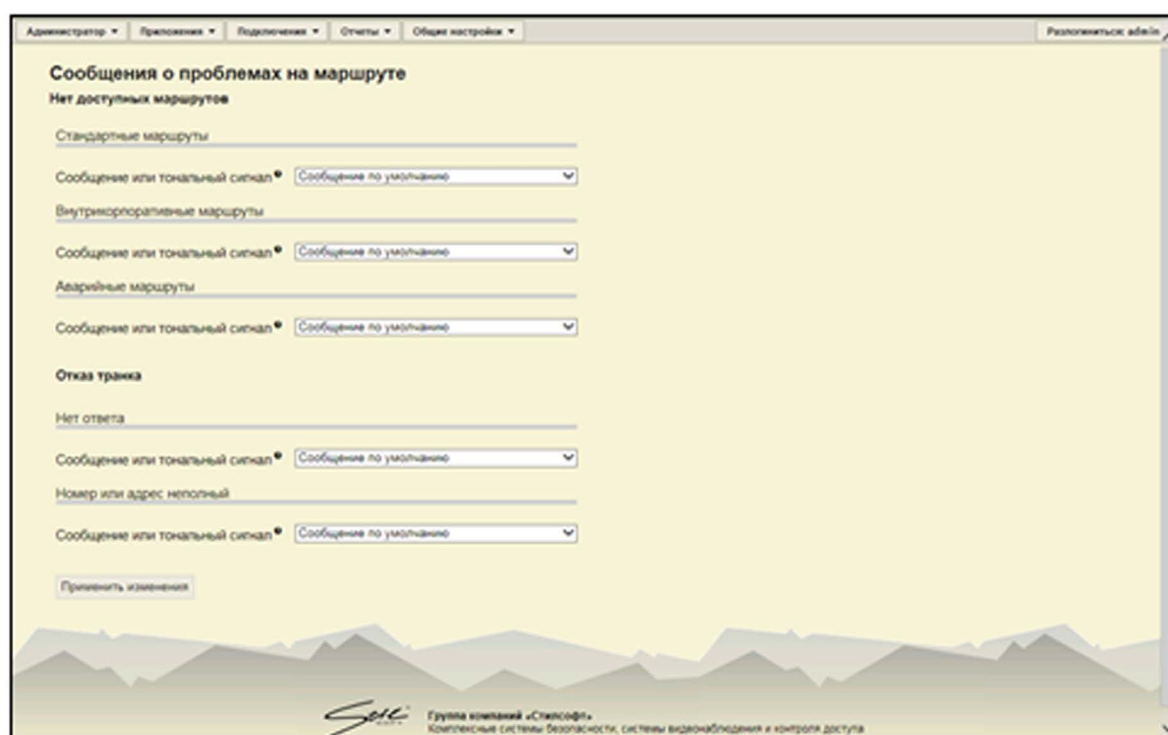 Администратор ▼ Приложения ▼ Подключения ▼ Отчеты ▼ Общие настройки ▼ Разлогиниться: admin
Сообщения о проблемах на маршруте
Нет доступных маршрутов
Стандартные маршруты
Сообщение или тональный сигнал Сообщение по умолчанию
Внутрикорпоративные маршруты
Сообщение или тональный сигнал Сообщение по умолчанию
Аварийные маршруты
Сообщение или тональный сигнал Сообщение по умолчанию
Отказ транка
Нет ответа
Сообщение или тональный сигнал Сообщение по умолчанию
Номер или адрес неполный
Сообщение или тональный сигнал Сообщение по умолчанию
Применить изменения
Группа компаний «Стилсофт»
Комплексные системы безопасности, системы видеонаблюдения и контроля доступа